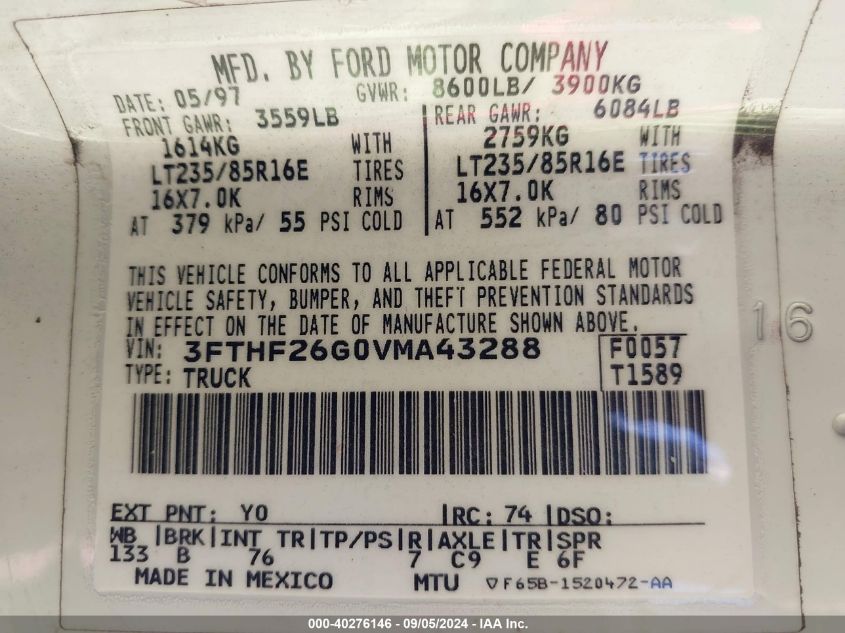 MFD. BY FORD MOTOR COMPANY
DATE: 05/97 GVWR: 8600LB/ 3900KG
FRONT GAWR: 3559LB REAR GAWR: 6084LB
1614KG WITH 2759KG WITH
LT235/85R16E TIRES LT235/85R16E TIRES
16X7.0K RIMS 16X7.0K RIMS
AT 379 kPa/ 55 PSI COLD AT 552 kPa/ 80 PSI COLD
THIS VEHICLE CONFORMS TO ALL APPLICABLE FEDERAL MOTOR
VEHICLE SAFETY, BUMPER, AND THEFT PREVENTION STANDARDS
IN EFFECT ON THE DATE OF MANUFACTURE SHOWN ABOVE.
VIN: 3FTHF26G0VMA43288 F0057
TYPE: TRUCK T1589
16
EXT PNT: YO RC: 74 DSO:
WB |BRK|INT TR|TP/PS|R|AXLE|TR|SPR
133 B 76 7 C9 E 6F
MADE IN MEXICO MTU ▽F65B-1520472-AA
000-40276146 - 09/05/2024 - IAA Inc.